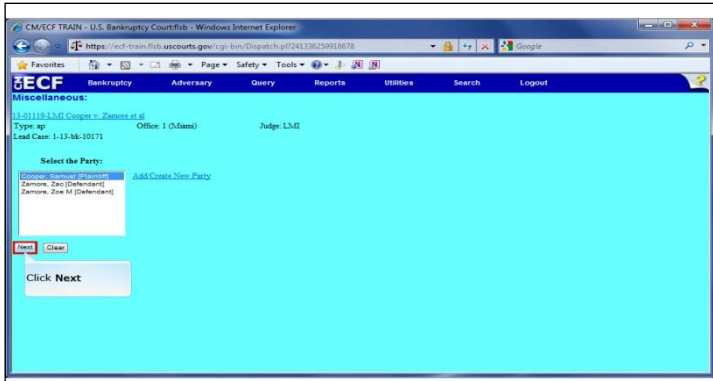 CM/ECF TRAIN - U.S. Bankruptcy Court:flsb - Windows Internet Explorer
https://ecf-train.flsb.uscourts.gov/cgi-bin/Dispatch.pl?241336259918678
Google
Favorites Page Safety Tools
ECF Bankruptcy Adversary Query Reports Utilities Search Logout ?
Miscellaneous:
13-01119-LMI Cooper v. Zamore et al
Type: ap Office: 1 (Miami) Judge: LMI
Lead Case: 1-13-bk-10171
Select the Party:
Cooper, Samuel [Plaintiff] Add/Create New Party
Zamore, Zac [Defendant]
Zamore, Zoe M [Defendant]
Next Clear
Click Next